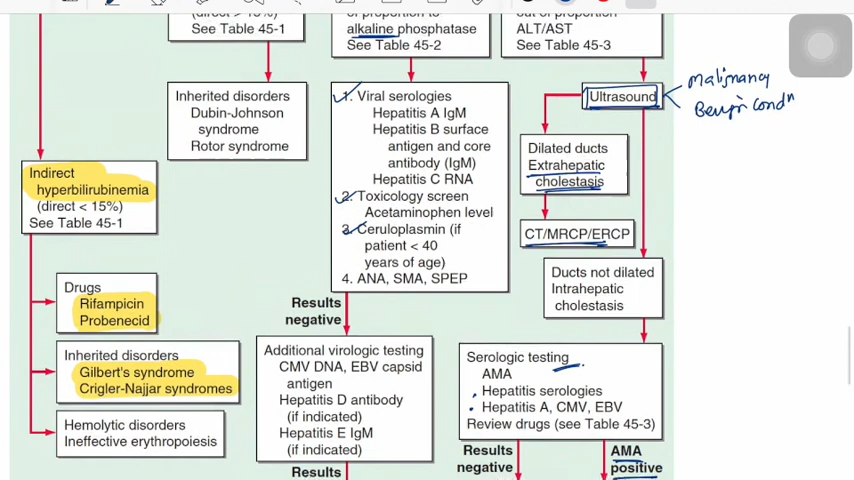 (direct > 15%)
See Table 45-1
of proportion to
alkaline phosphatase
See Table 45-2
out of proportion
ALT/AST
See Table 45-3
Inherited disorders
Dubin-Johnson
syndrome
Rotor syndrome
1. Viral serologies
Hepatitis A IgM
Hepatitis B surface
antigen and core
antibody (IgM)
Hepatitis C RNA
2. Toxicology screen
Acetaminophen level
3. Ceruloplasmin (if
patient < 40
years of age)
4. ANA, SMA, SPEP
Ultrasound
Malignancy
Benign condn
Dilated ducts
Extrahepatic
cholestasis
CT/MRCP/ERCP
Ducts not dilated
Intrahepatic
cholestasis
Indirect
hyperbilirubinemia
(direct < 15%)
See Table 45-1
Drugs
Rifampicin
Probenecid
Inherited disorders
Gilbert's syndrome
Crigler-Najjar syndromes
Hemolytic disorders
Ineffective erythropoiesis
Results
negative
Additional virologic testing
CMV DNA, EBV capsid
antigen
Hepatitis D antibody
(if indicated)
Hepatitis E IgM
(if indicated)
Results
Serologic testing
AMA
Hepatitis serologies
Hepatitis A, CMV, EBV
Review drugs (see Table 45-3)
Results
negative
AMA
positive